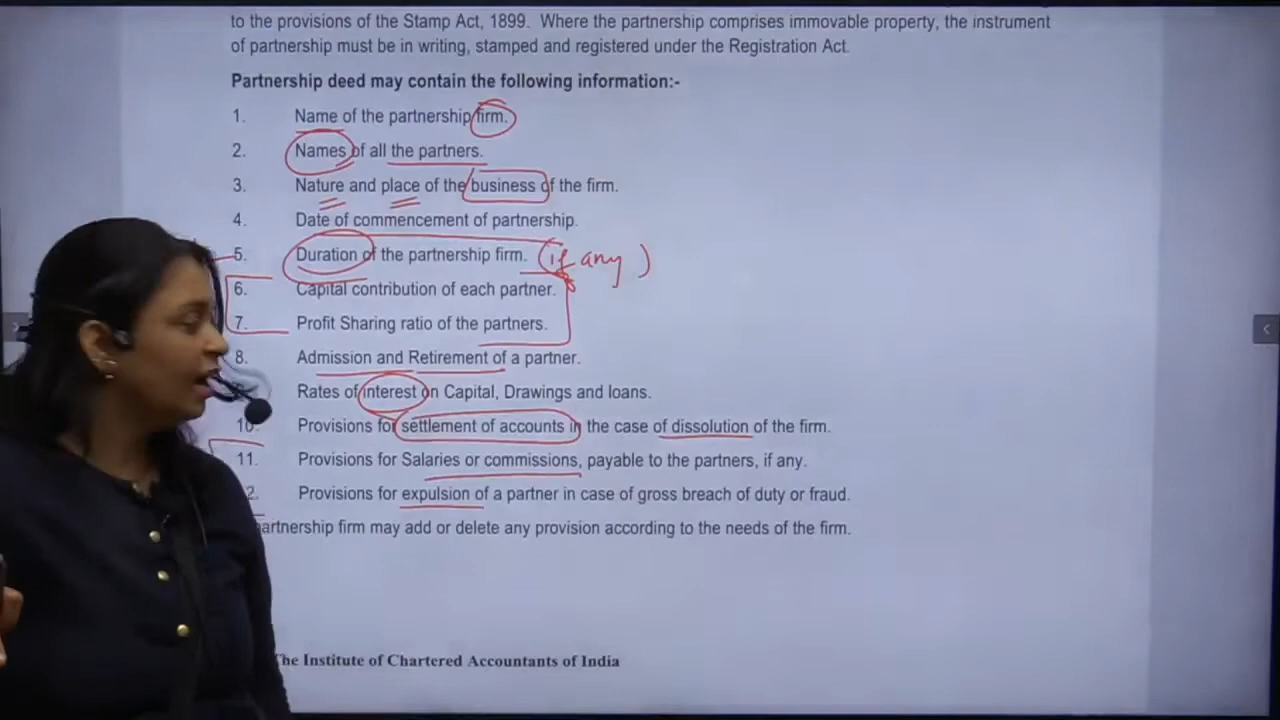 to the provisions of the Stamp Act, 1899. Where the partnership comprises immovable property, the instrument
of partnership must be in writing, stamped and registered under the Registration Act.
Partnership deed may contain the following information:-
1. Name of the partnership firm.
2. Names of all the partners.
3. Nature and place of the business of the firm.
4. Date of commencement of partnership.
5. Duration of the partnership firm. (if any)
6. Capital contribution of each partner.
7. Profit Sharing ratio of the partners.
8. Admission and Retirement of a partner.
Rates of interest on Capital, Drawings and loans.
10. Provisions for settlement of accounts in the case of dissolution of the firm.
11. Provisions for Salaries or commissions, payable to the partners, if any.
2. Provisions for expulsion of a partner in case of gross breach of duty or fraud.
partnership firm may add or delete any provision according to the needs of the firm.
The Institute of Chartered Accountants of India